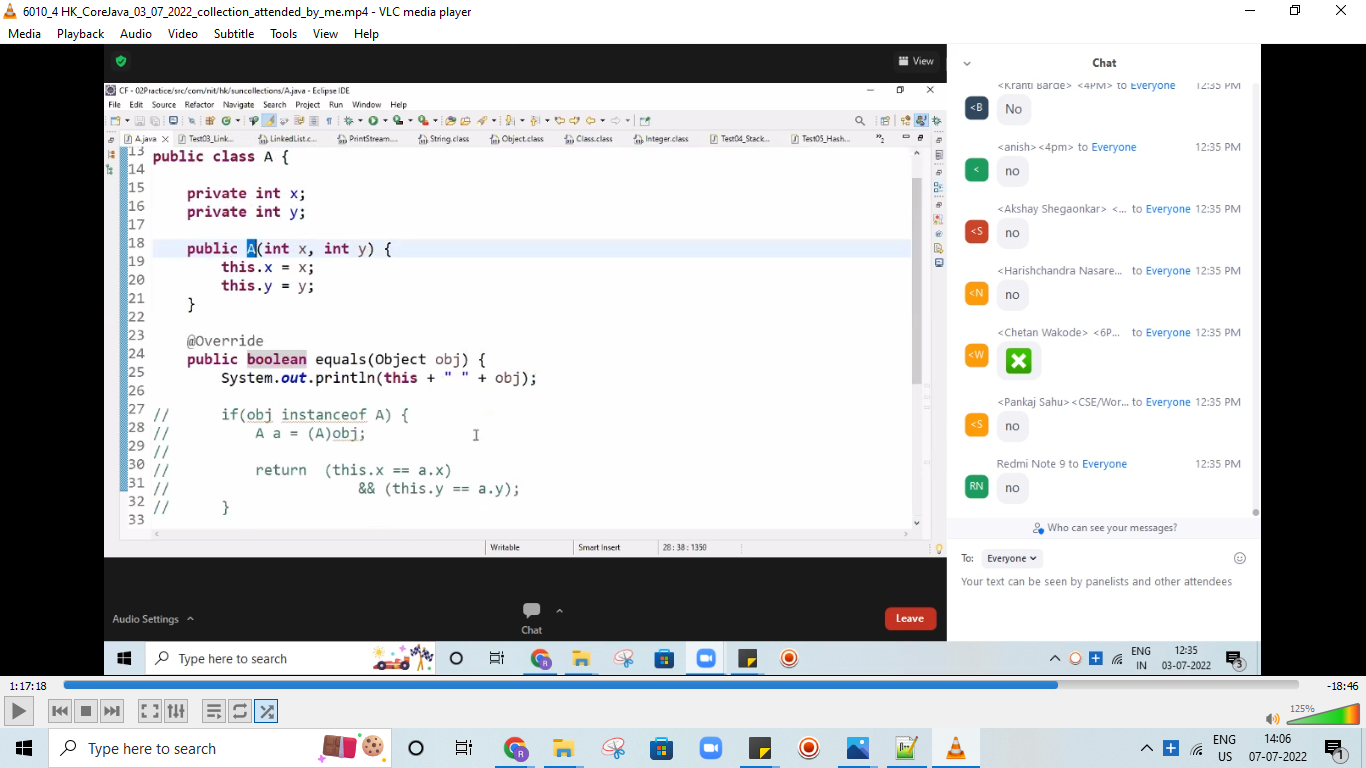 6010_4 HK_CoreJava_03_07_2022_collection_attended_by_me.mp4 - VLC media player
Media Playback Audio Video Subtitle Tools View Help
View
CF - 02Practice/src/com/nit/hk/suncollections/A.java - Eclipse IDE
File Edit Source Refactor Navigate Search Project Run Window Help
A.java Test03_Link... LinkedList.c... PrintStream.... String.class Object.class Class.class Integer.class Test04_Stack... Test05_Hash...
13 public class A {
14
15 private int x;
16 private int y;
17
18 public A(int x, int y) {
19 this.x = x;
20 this.y = y;
21 }
22
23 @Override
24 public boolean equals(Object obj) {
25 System.out.println(this + " " + obj);
26
27 // if(obj instanceof A) {
28 // A a = (A)obj;
29 //
30 // return (this.x == a.x)
31 // && (this.y == a.y);
32 // }
33
Writable Smart Insert 28 : 38 : 1350
Audio Settings
Chat
Leave
Chat
<Kranti Barde> <4PM> to Everyone 12:35 PM
<B No
<anish> <4pm> to Everyone 12:35 PM
< no
<Akshay Shegaonkar> <... to Everyone 12:35 PM
<S no
<Harishchandra Nasare... to Everyone 12:35 PM
<N no
<Chetan Wakode> <6P... to Everyone 12:35 PM
<W
<Pankaj Sahu><CSE/Wor... to Everyone 12:35 PM
<S no
Redmi Note 9 to Everyone 12:35 PM
RN no
Who can see your messages?
To: Everyone
Your text can be seen by panelists and other attendees
Type here to search
R
ENG
IN
12:35
03-07-2022
3
1:17:18 -18:46
125%
Type here to search
R
ENG
US
14:06
07-07-2022
1